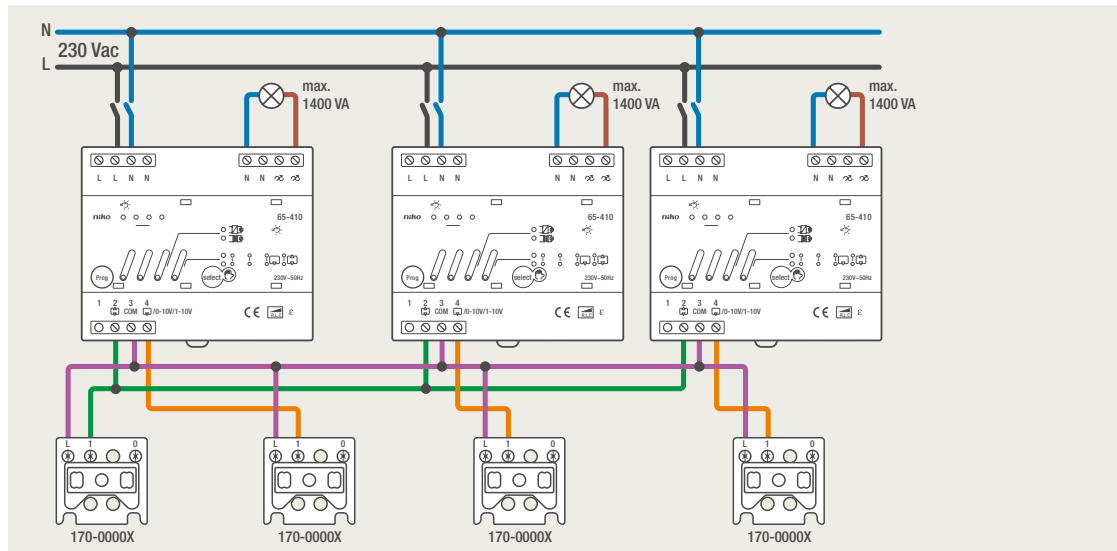 N
230 Vac
L
max.
1400 VA
max.
1400 VA
max.
1400 VA
L L N N
N N
L L N N
N N
L L N N
N N
niko
65-410
niko
65-410
niko
65-410
Prog
select
230V~50Hz
Prog
select
230V~50Hz
Prog
select
230V~50Hz
1 2 3 4
COM /0-10V/1-10V
CE
ε
1 2 3 4
COM /0-10V/1-10V
CE
ε
1 2 3 4
COM /0-10V/1-10V
CE
ε
L 1 0
L 1 0
L 1 0
L 1 0
170-0000X
170-0000X
170-0000X
170-0000X